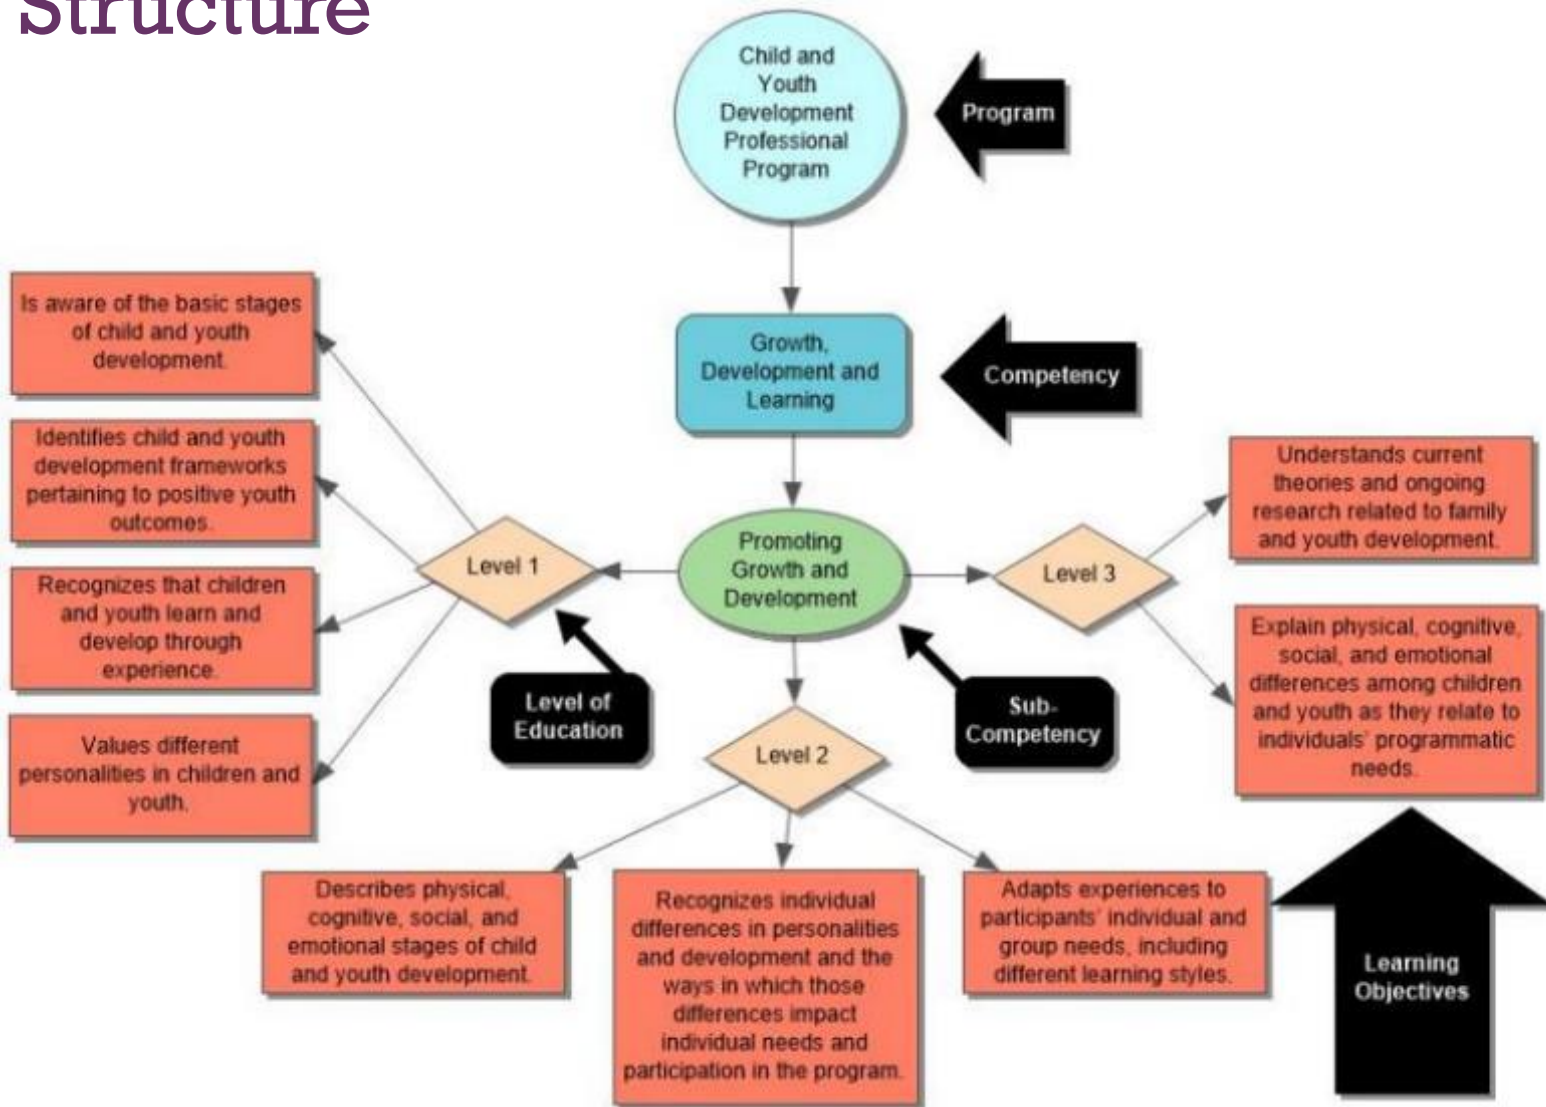 Structure
Child and
Youth
Development
Professional
Program
Program
Growth,
Development and
Learning
Competency
Is aware of the basic stages
of child and youth
development.
Identifies child and youth
development frameworks
pertaining to positive youth
outcomes.
Recognizes that children
and youth learn and
develop through
experience.
Values different
personalities in children and
youth.
Level 1
Level of
Education
Promoting
Growth and
Development
Sub-
Competency
Level 3
Understands current
theories and ongoing
research related to family
and youth development.
Explain physical, cognitive,
social, and emotional
differences among children
and youth as they relate to
individuals' programmatic
needs.
Level 2
Describes physical,
cognitive, social, and
emotional stages of child
and youth development.
Recognizes individual
differences in personalities
and development and the
ways in which those
differences impact
individual needs and
participation in the program.
Adapts experiences to
participants' individual and
group needs, including
different learning styles.
Learning
Objectives